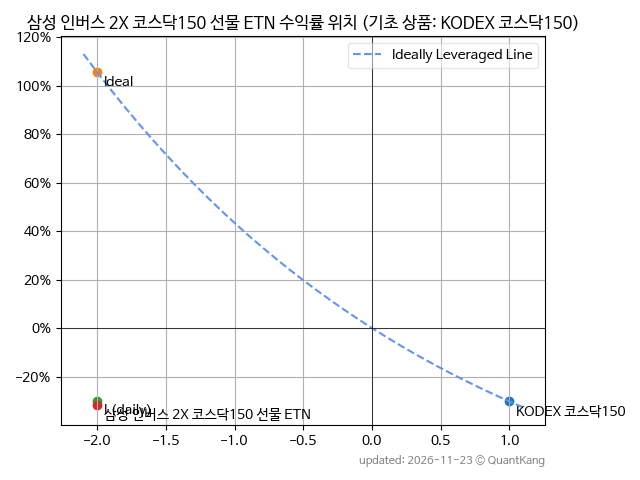 삼성 인버스 2X 코스닥150 선물 ETN 수익률 위치 (기초 상품: KODEX 코스닥150)
120%
100%
80%
60%
40%
20%
0%
−20%
Ideally Leveraged Line
Ideal
(daily)
삼성 인버스 2X 코스닥150 선물 ETN
KODEX 코스닥150
−2.0
−1.5
−1.0
−0.5
0.0
0.5
1.0
updated: 2026-11-23 © QuantKang